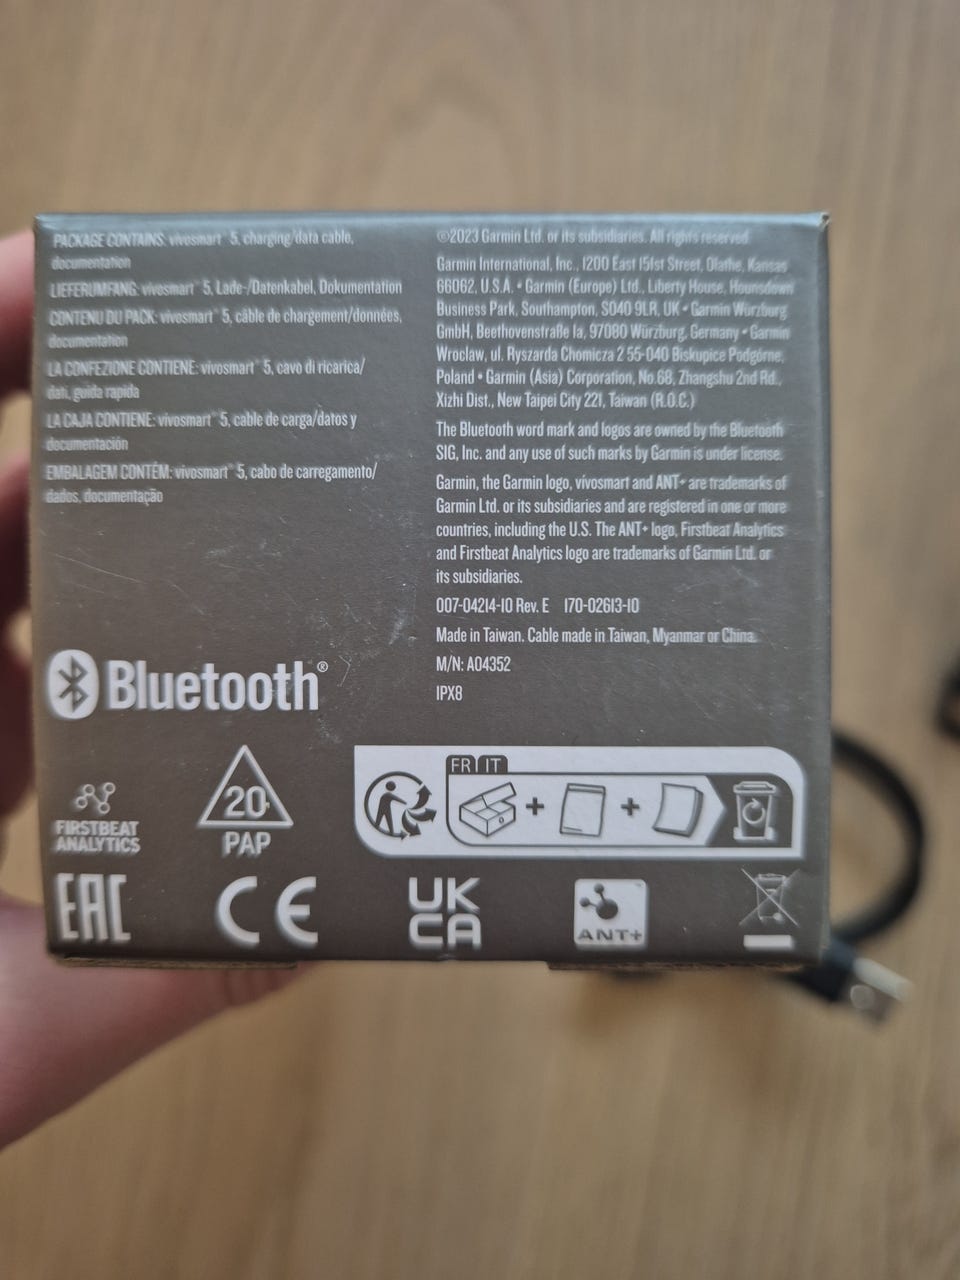 PACKAGE CONTAINS: vivosmart® 5, charging/data cable,
documentation
LIEFERUMFANG: vivosmart® 5, Lade-/Datenkabel, Dokumentation
CONTENU DU PACK: vivosmart® 5, câble de chargement/données,
documentation
LA CONFEZIONE CONTIENE: vivosmart® 5, cavo di ricarica/
dati, guida rapida
LA CAJA CONTIENE: vivosmart® 5, cable de carga/datos y
documentación
EMBALAGEM CONTÉM: vivosmart® 5, cabo de carregamento/
dados, documentação
©2023 Garmin Ltd. or its subsidiaries. All rights reserved.
Garmin International, Inc., 1200 East 151st Street, Olathe, Kansas
66062, U.S.A. • Garmin (Europe) Ltd., Liberty House, Hounsdown
Business Park, Southampton, SO40 9LR, UK • Garmin Würzburg
GmbH, Beethovenstraße 1a, 97080 Würzburg, Germany • Garmin
Wroclaw, ul. Ryszarda Chomicza 2 55-040 Biskupice Podgórne,
Poland • Garmin (Asia) Corporation, No.68, Zhangshu 2nd Rd.,
Xizhi Dist., New Taipei City 221, Taiwan (R.O.C.)
The Bluetooth word mark and logos are owned by the Bluetooth
SIG, Inc. and any use of such marks by Garmin is under license.
Garmin, the Garmin logo, vívosmart and ANT+ are trademarks of
Garmin Ltd. or its subsidiaries and are registered in one or more
countries, including the U.S. The ANT+ logo, Firstbeat Analytics
and Firstbeat Analytics logo are trademarks of Garmin Ltd. or
its subsidiaries.
007-04214-10 Rev. E 170-02613-10
Made in Taiwan. Cable made in Taiwan, Myanmar or China.
M/N: A04352
IPX8
Bluetooth®
FIRSTBEAT
ANALYTICS
20
PAP
FR IT
+ +
EAC
CE
UK
CA
ANT+